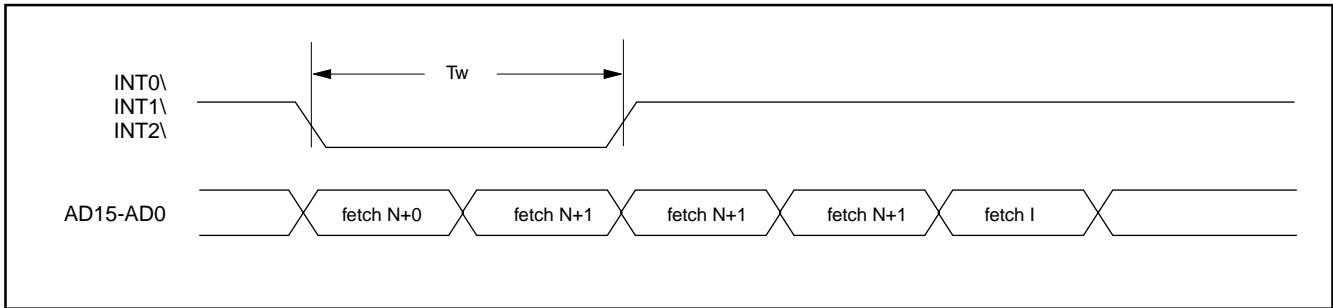 Tw
INT0\
INT1\
INT2\
AD15-AD0
fetch N+0
fetch N+1
fetch N+1
fetch N+1
fetch I